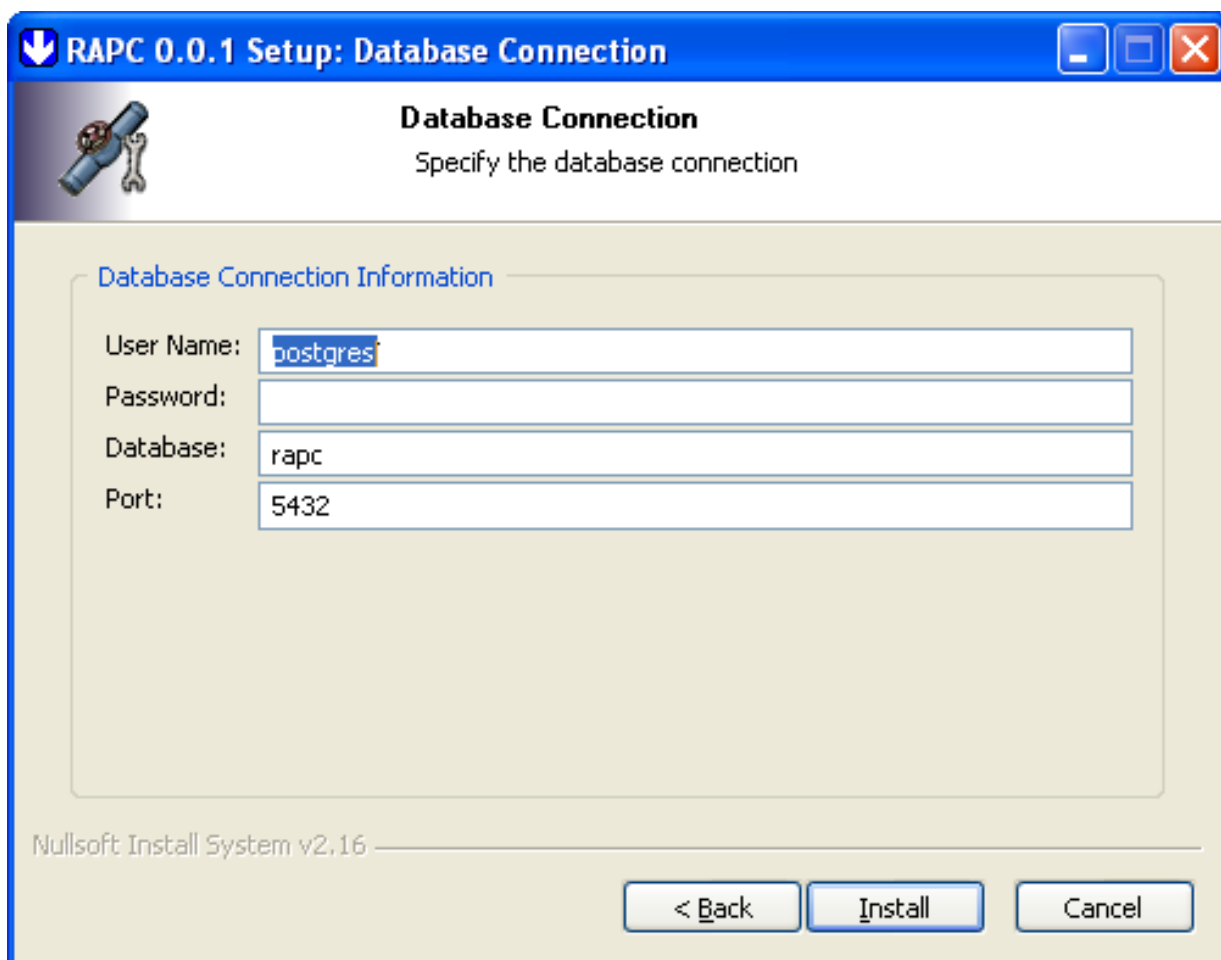 RAPC 0.0.1 Setup: Database Connection
Database Connection
Specify the database connection
Database Connection Information
User Name: postgres
Password:
Database: rapc
Port: 5432
Nullsoft Install System v2.16
< Back Install Cancel